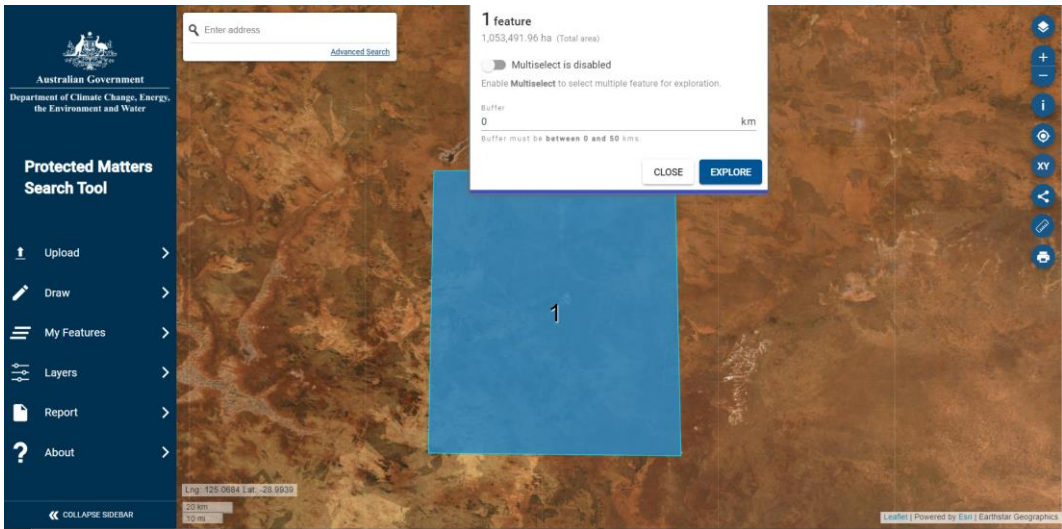 Australian Government
Department of Climate Change, Energy,
the Environment and Water
Protected Matters
Search Tool
Upload
Draw
My Features
Layers
Report
About
COLLAPSE SIDEBAR
Enter address
Advanced Search
1 feature
1,053,491.96 ha (Total area)
Multiselect is disabled
Enable Multiselect to select multiple feature for exploration.
Buffer
0 km
Buffer must be between 0 and 50 kms.
CLOSE EXPLORE
1
+
−
i
XY
Lng: 125.0684 Lat: -28.9939
20 km
10 mi
Leaflet | Powered by Esri | Earthstar Geographics